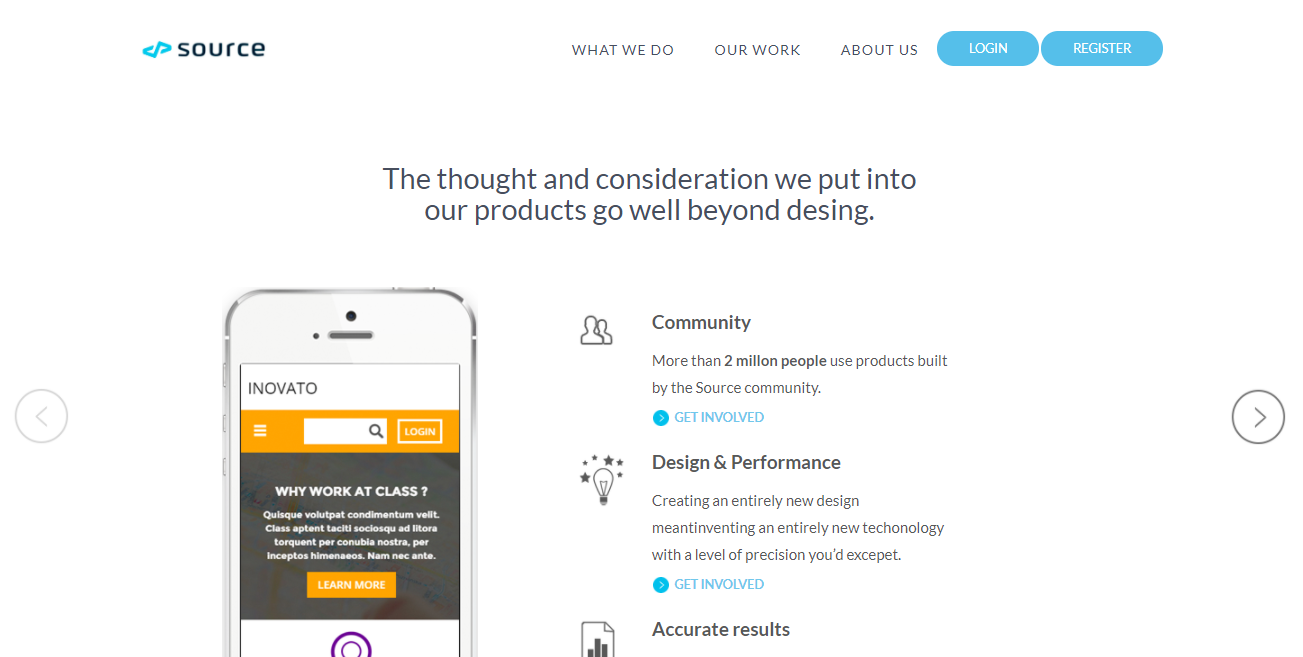 source
WHAT WE DO
OUR WORK
ABOUT US
LOGIN
REGISTER
The thought and consideration we put into
our products go well beyond desing.
INOVATO
LOGIN
WHY WORK AT CLASS ?
Quisque volutpat condimentum velit.
Class aptent taciti sociosqu ad litora
torquent per conubia nostra, per
inceptos himenaeos. Nam nec ante.
LEARN MORE
Community
More than 2 millon people use products built
by the Source community.
GET INVOLVED
Design & Performance
Creating an entirely new design
meantinventing an entirely new techonology
with a level of precision you’d excepet.
GET INVOLVED
Accurate results